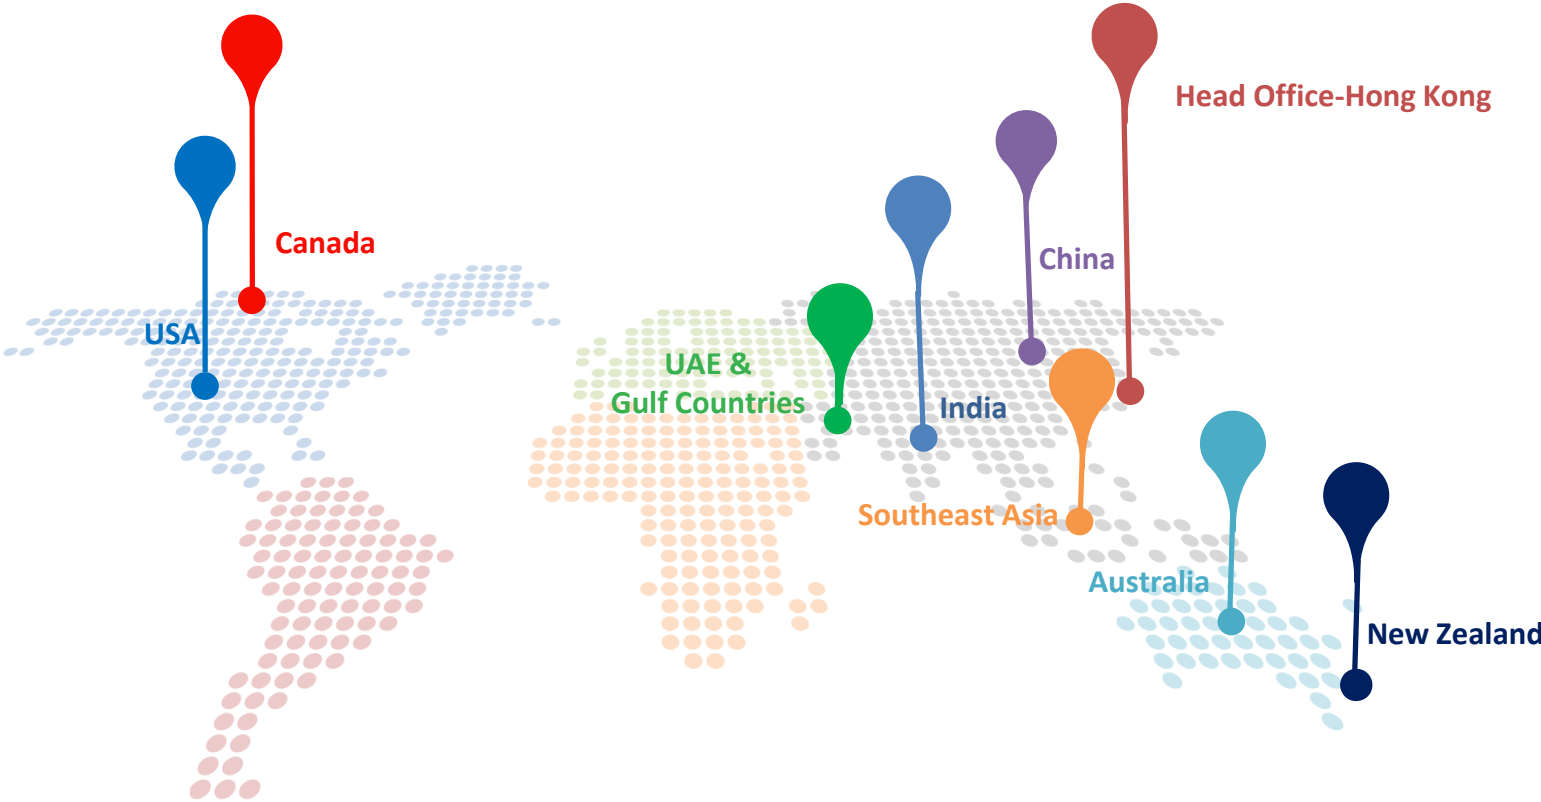 Head Office-Hong Kong
Canada
China
USA
UAE &
Gulf Countries
India
Southeast Asia
Australia
New Zealand